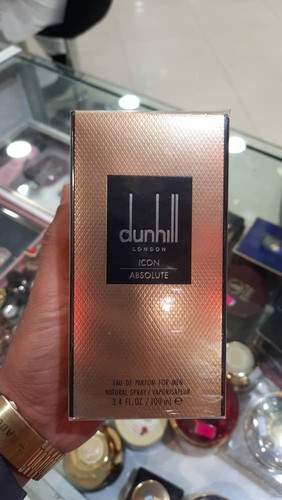 dunhill
LONDON
ICON
ABSOLUTE
EAU DE PARFUM FOR MEN
NATURAL SPRAY / VAPORISATEUR
3.4 FL.OZ / 100 ml ℮